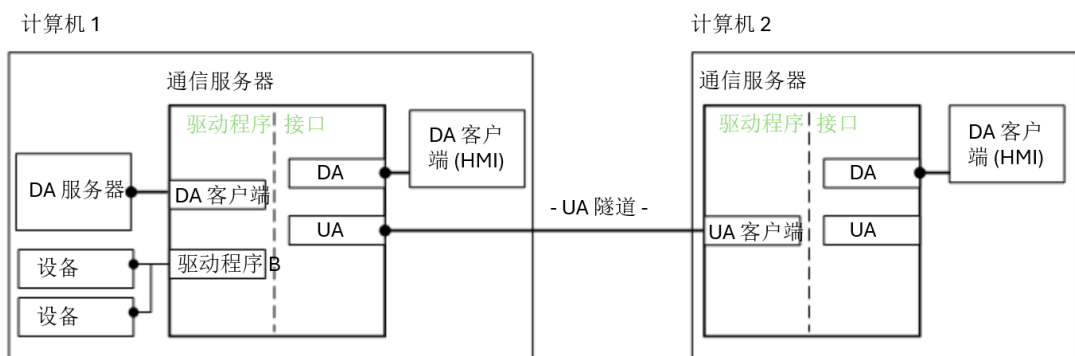 计算机 1
计算机 2
通信服务器
通信服务器
驱动程序 接口
驱动程序 接口
DA 客户
端 (HMI)
DA 客户
端 (HMI)
DA 服务器
DA 客户端
DA
DA
- UA 隧道 -
UA
UA 客户端
UA
设备
驱动程序 B
设备